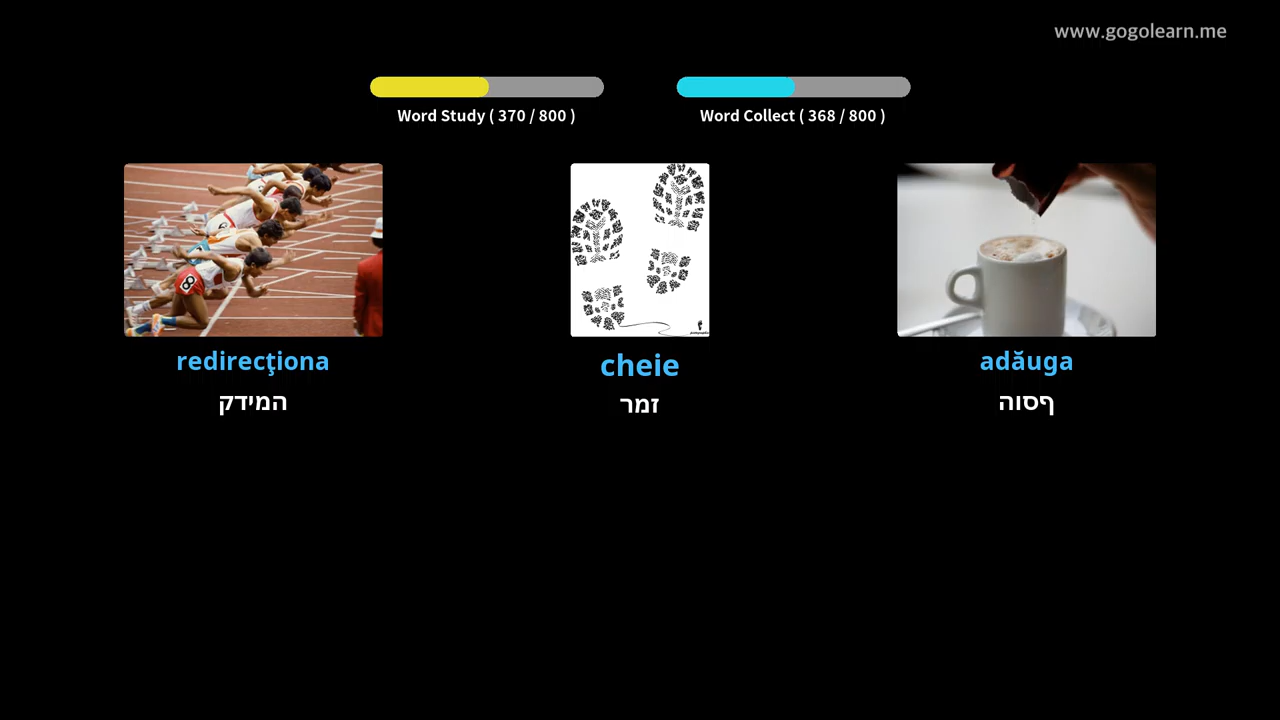 www.gogolearn.me
Word Study ( 370 / 800 )
Word Collect ( 368 / 800 )
redirecţiona
המידק
cheie
זמר
adăuga
ףסוה